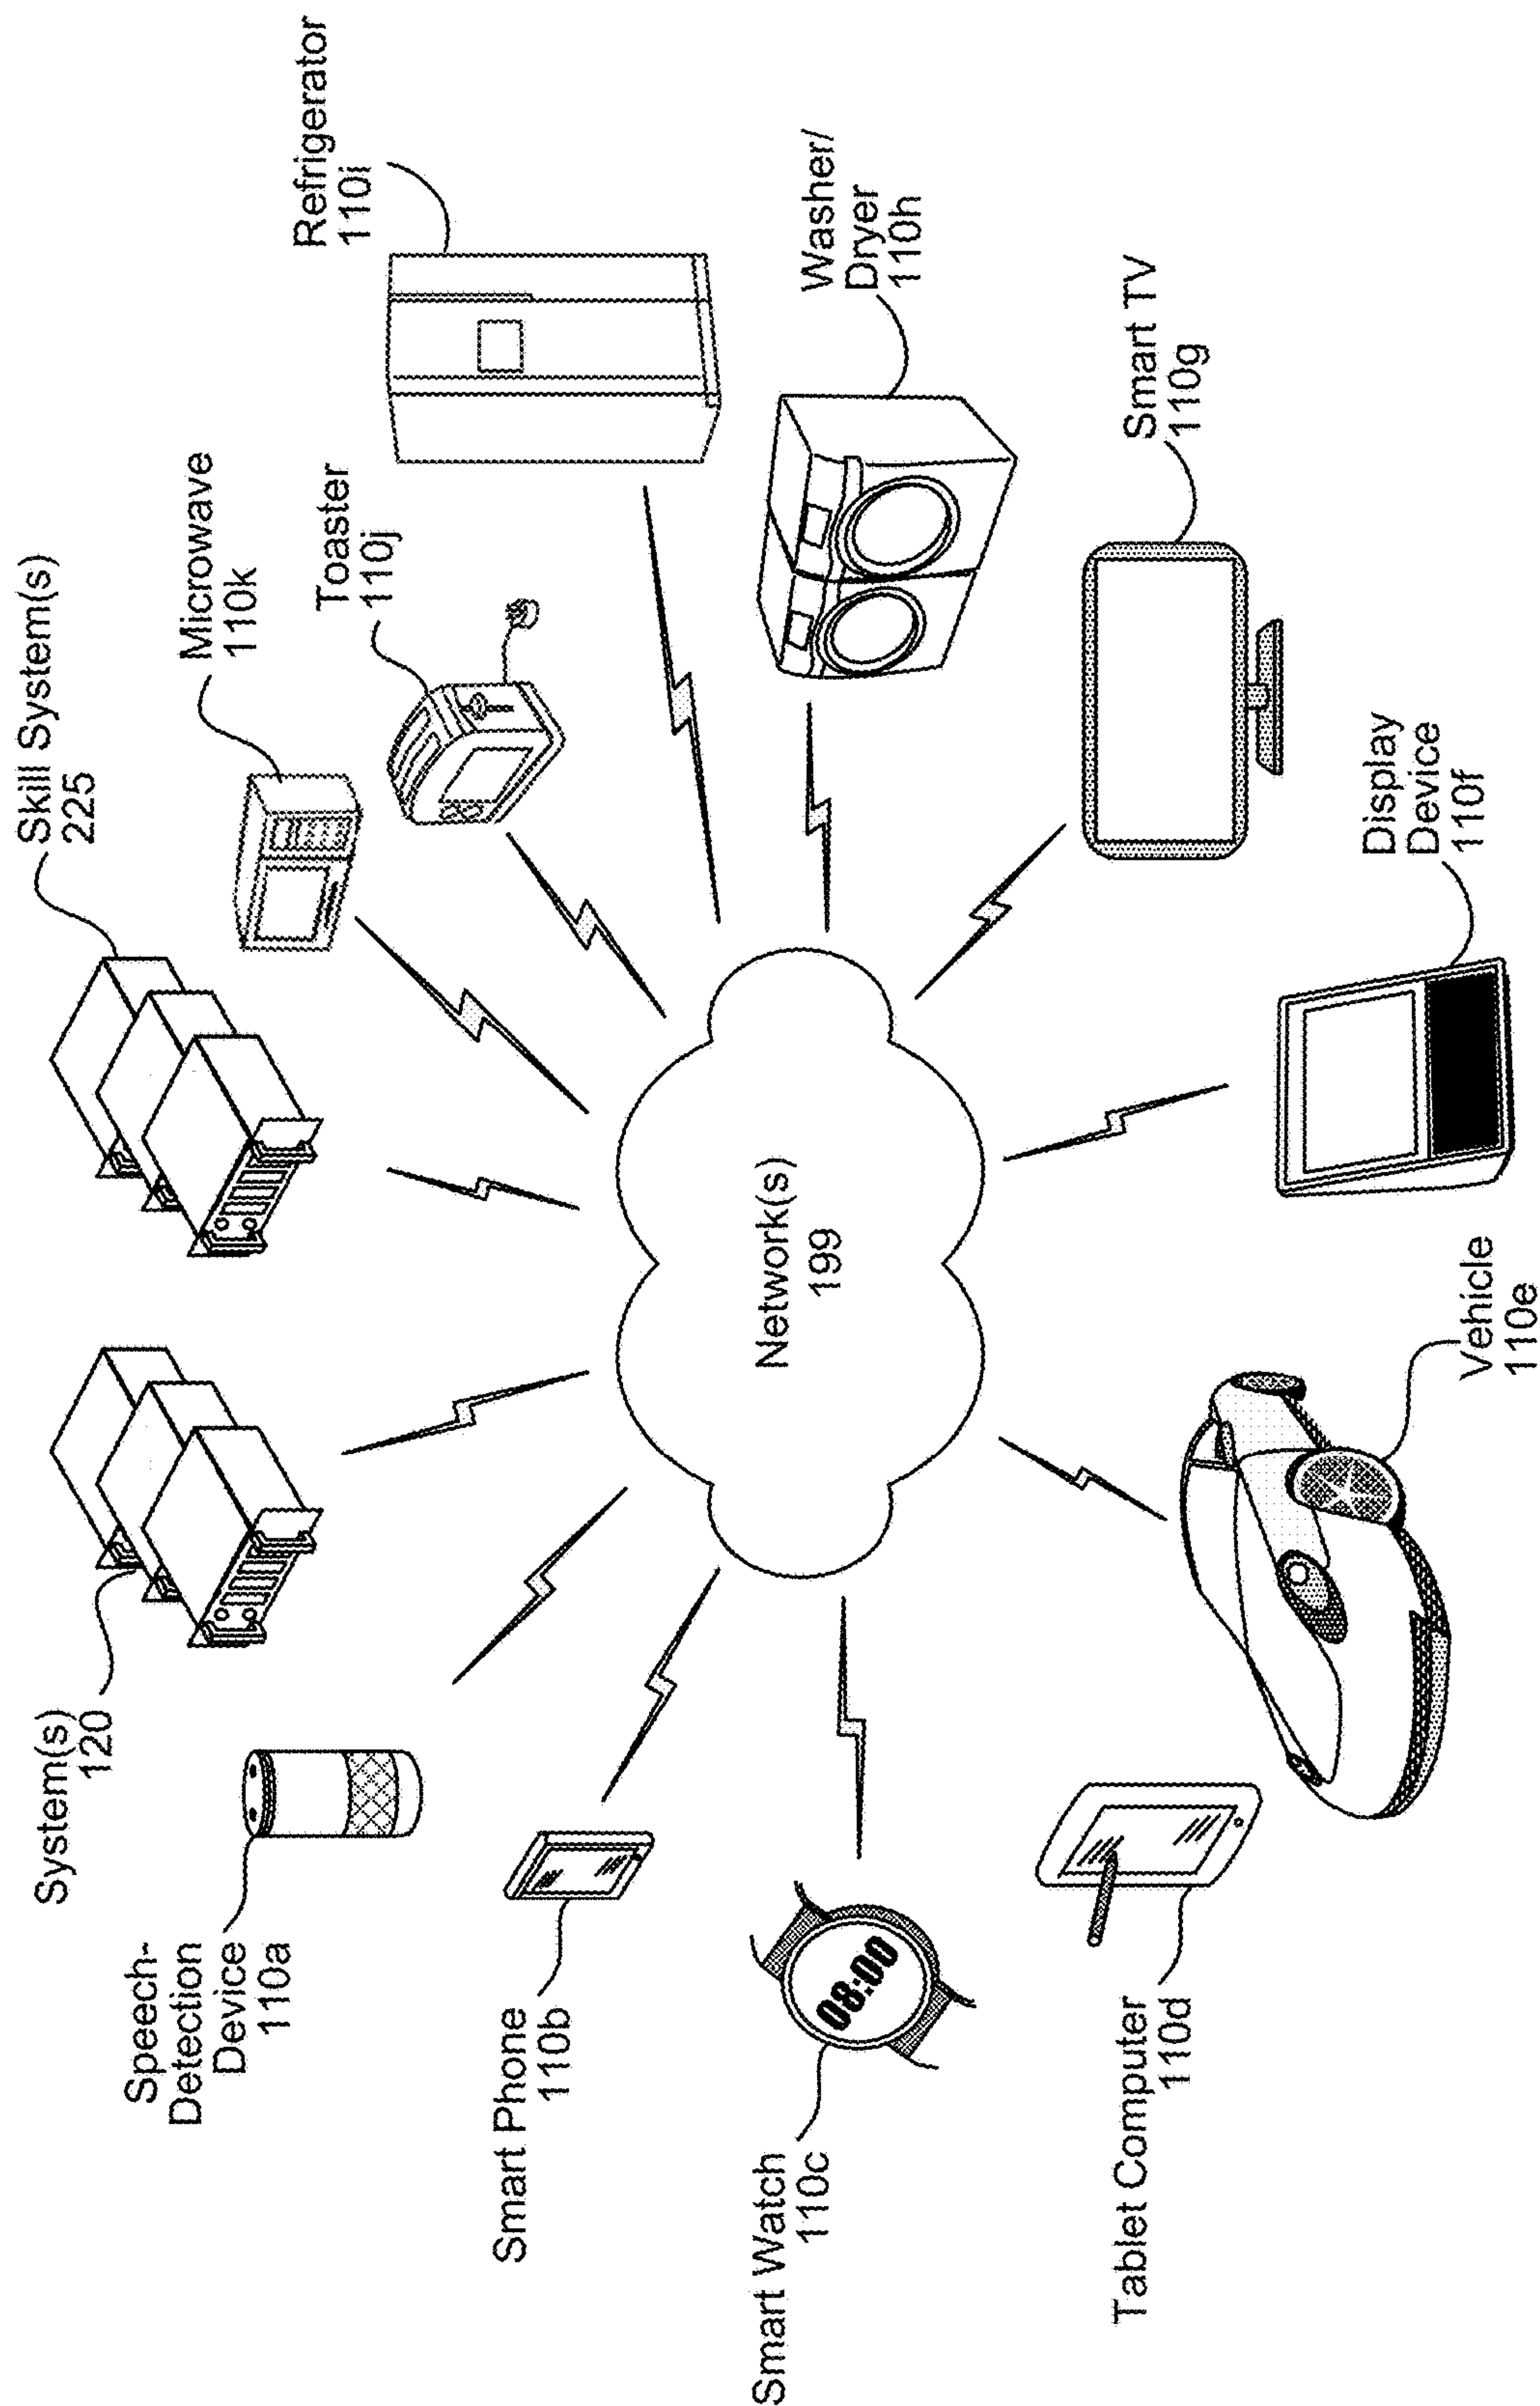 System(s)
120
Skill System(s)
225
Speech-
Detection
Device
110a
Microwave
110k
Smart Phone
110b
Toaster
110j
Refrigerator
110i
Network(s)
199
Smart Watch
110c
08:00
Washer/
Dryer
110h
Tablet Computer
110d
Smart TV
110g
Vehicle
110e
Display
Device
110f